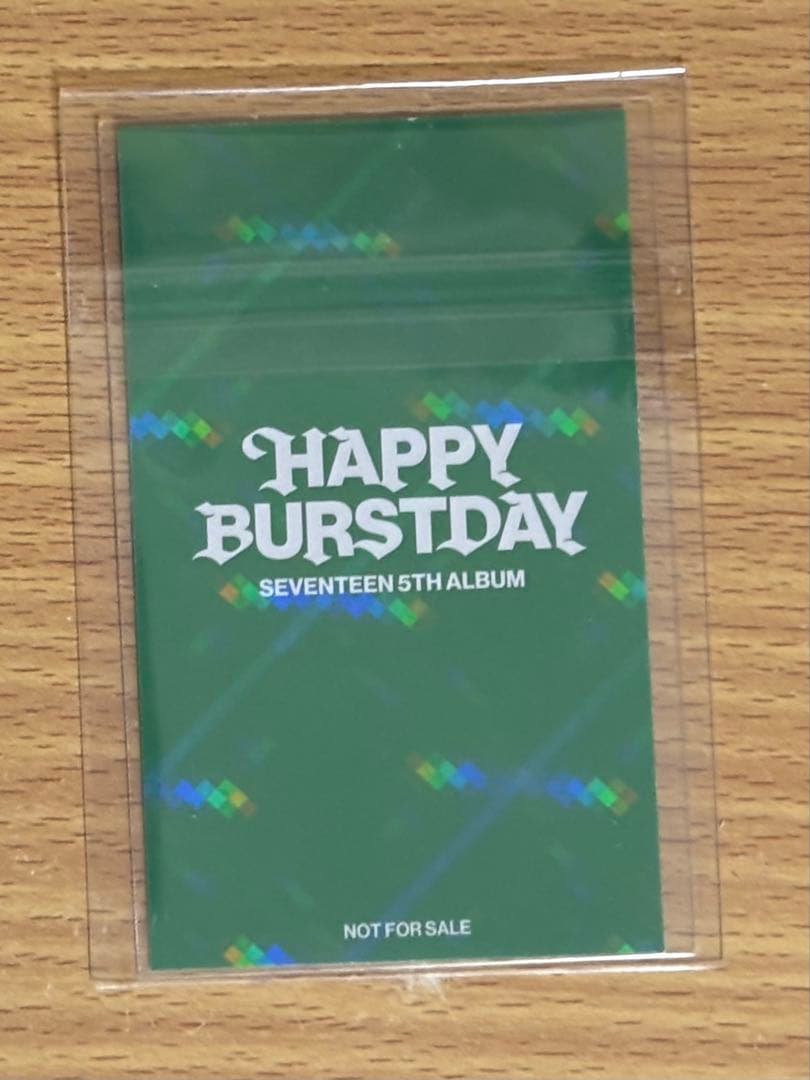 HAPPY
BURSTDAY
SEVENTEEN 5TH ALBUM
NOT FOR SALE